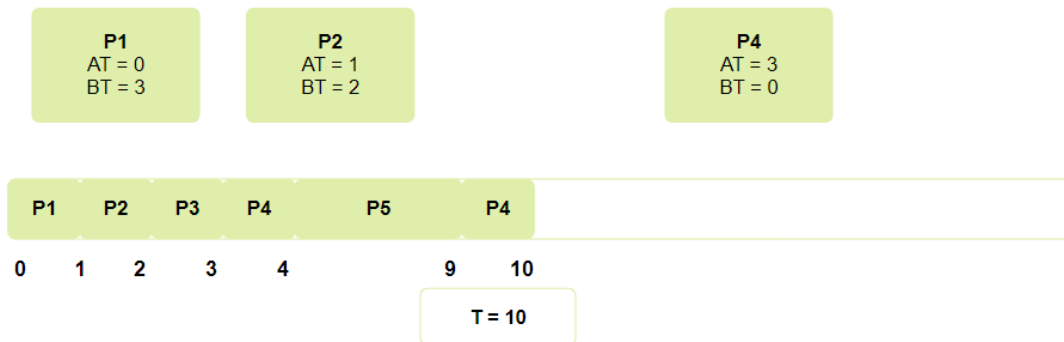 P1
AT = 0
BT = 3
P2
AT = 1
BT = 2
P4
AT = 3
BT = 0
P1 P2 P3 P4 P5 P4
0 1 2 3 4 9 10
T = 10